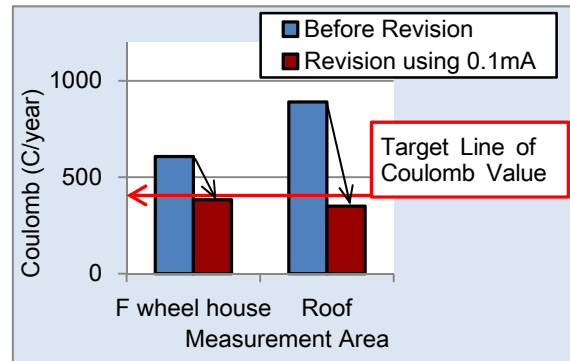 Before Revision
Revision using 0.1mA
1000
500
0
Coulomb (C/year)
Target Line of
Coulomb Value
F wheel house
Roof
Measurement Area